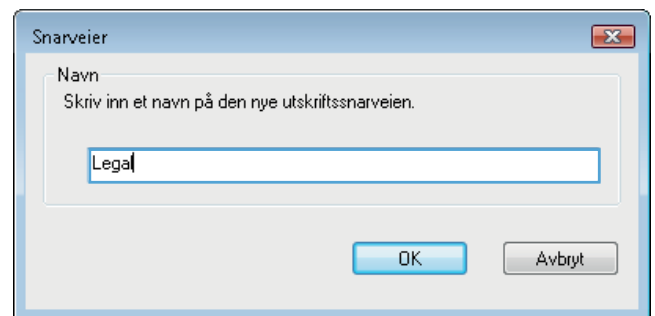 Snarveier
Navn
Skriv inn et navn på den nye utskriftssnarveien.
Legal
OK
Avbryt